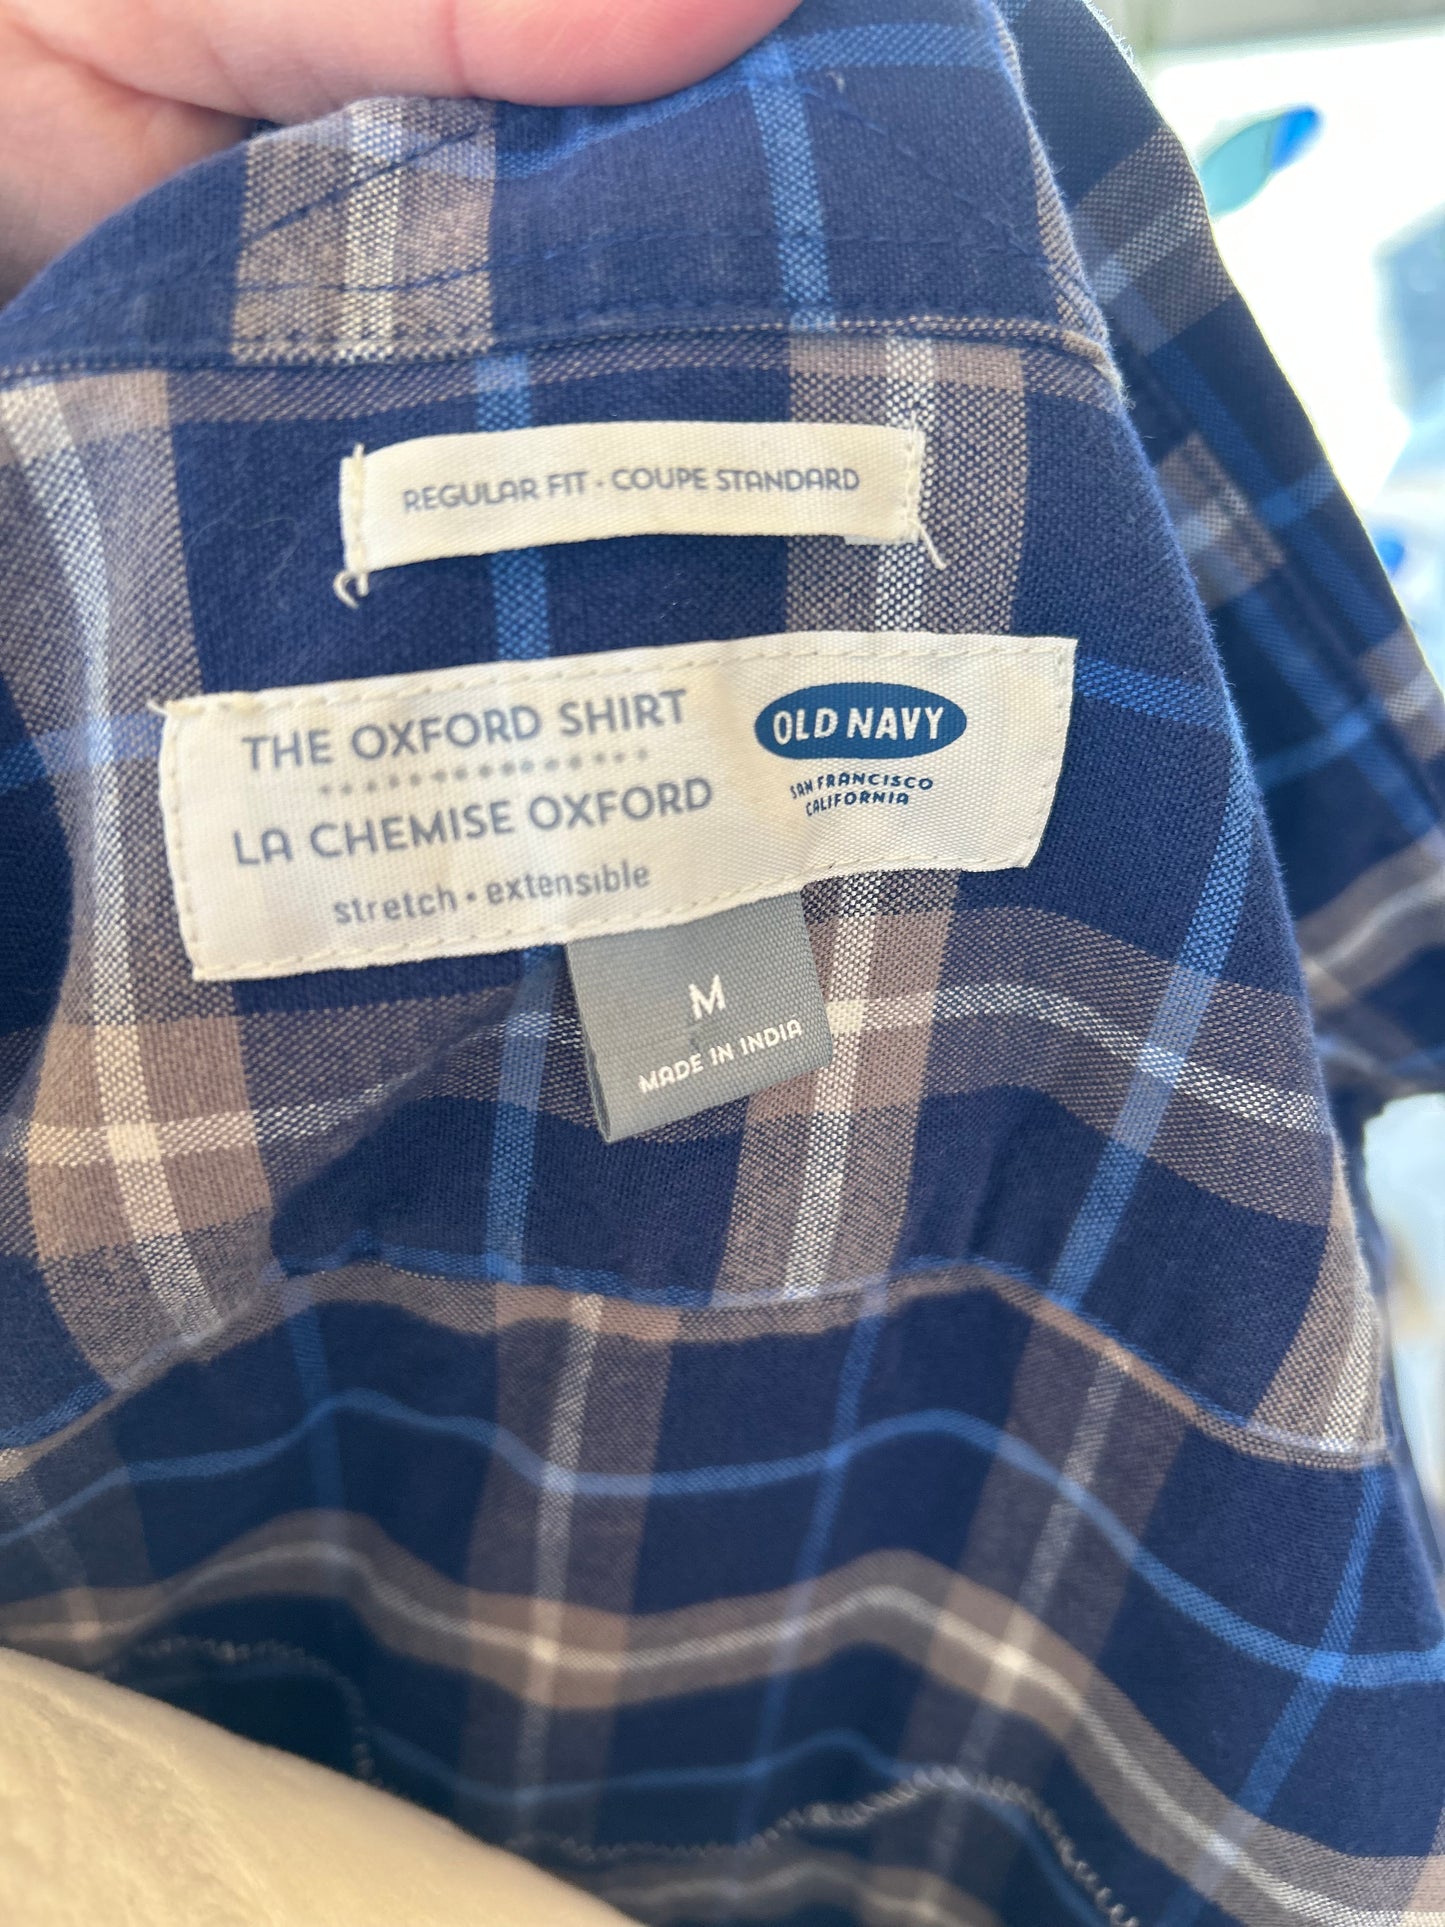 REGULAR FIT · COUPE STANDARD
THE OXFORD SHIRT
LA CHEMISE OXFORD
stretch · extensible
OLD NAVY
SAN FRANCISCO
CALIFORNIA
M
MADE IN INDIA